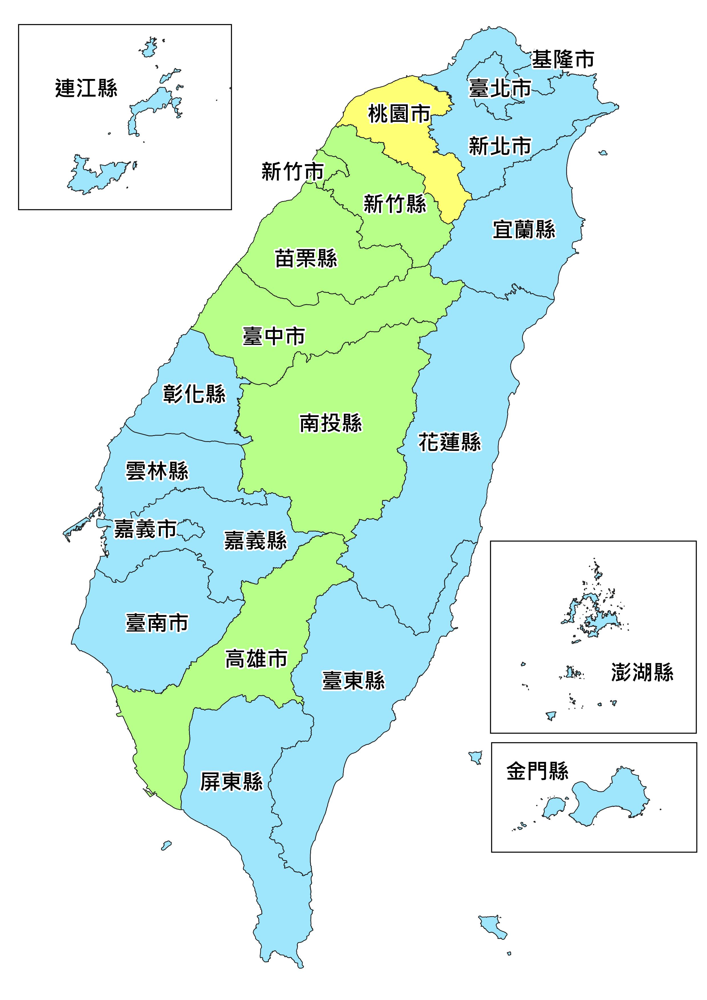 基隆市
連江縣
臺北市
桃園市
新北市
新竹市
新竹縣
宜蘭縣
苗栗縣
臺中市
彰化縣
南投縣
花蓮縣
雲林縣
嘉義市
嘉義縣
臺南市
高雄市
澎湖縣
臺東縣
金門縣
屏東縣